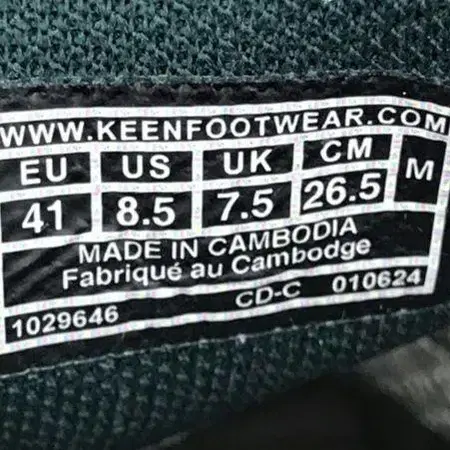 WWW.KEENFOOTWEAR.COM
EU US UK CM M
41 8.5 7.5 26.5
MADE IN CAMBODIA
Fabriqué au Cambodge
1029646 CD-C 010624